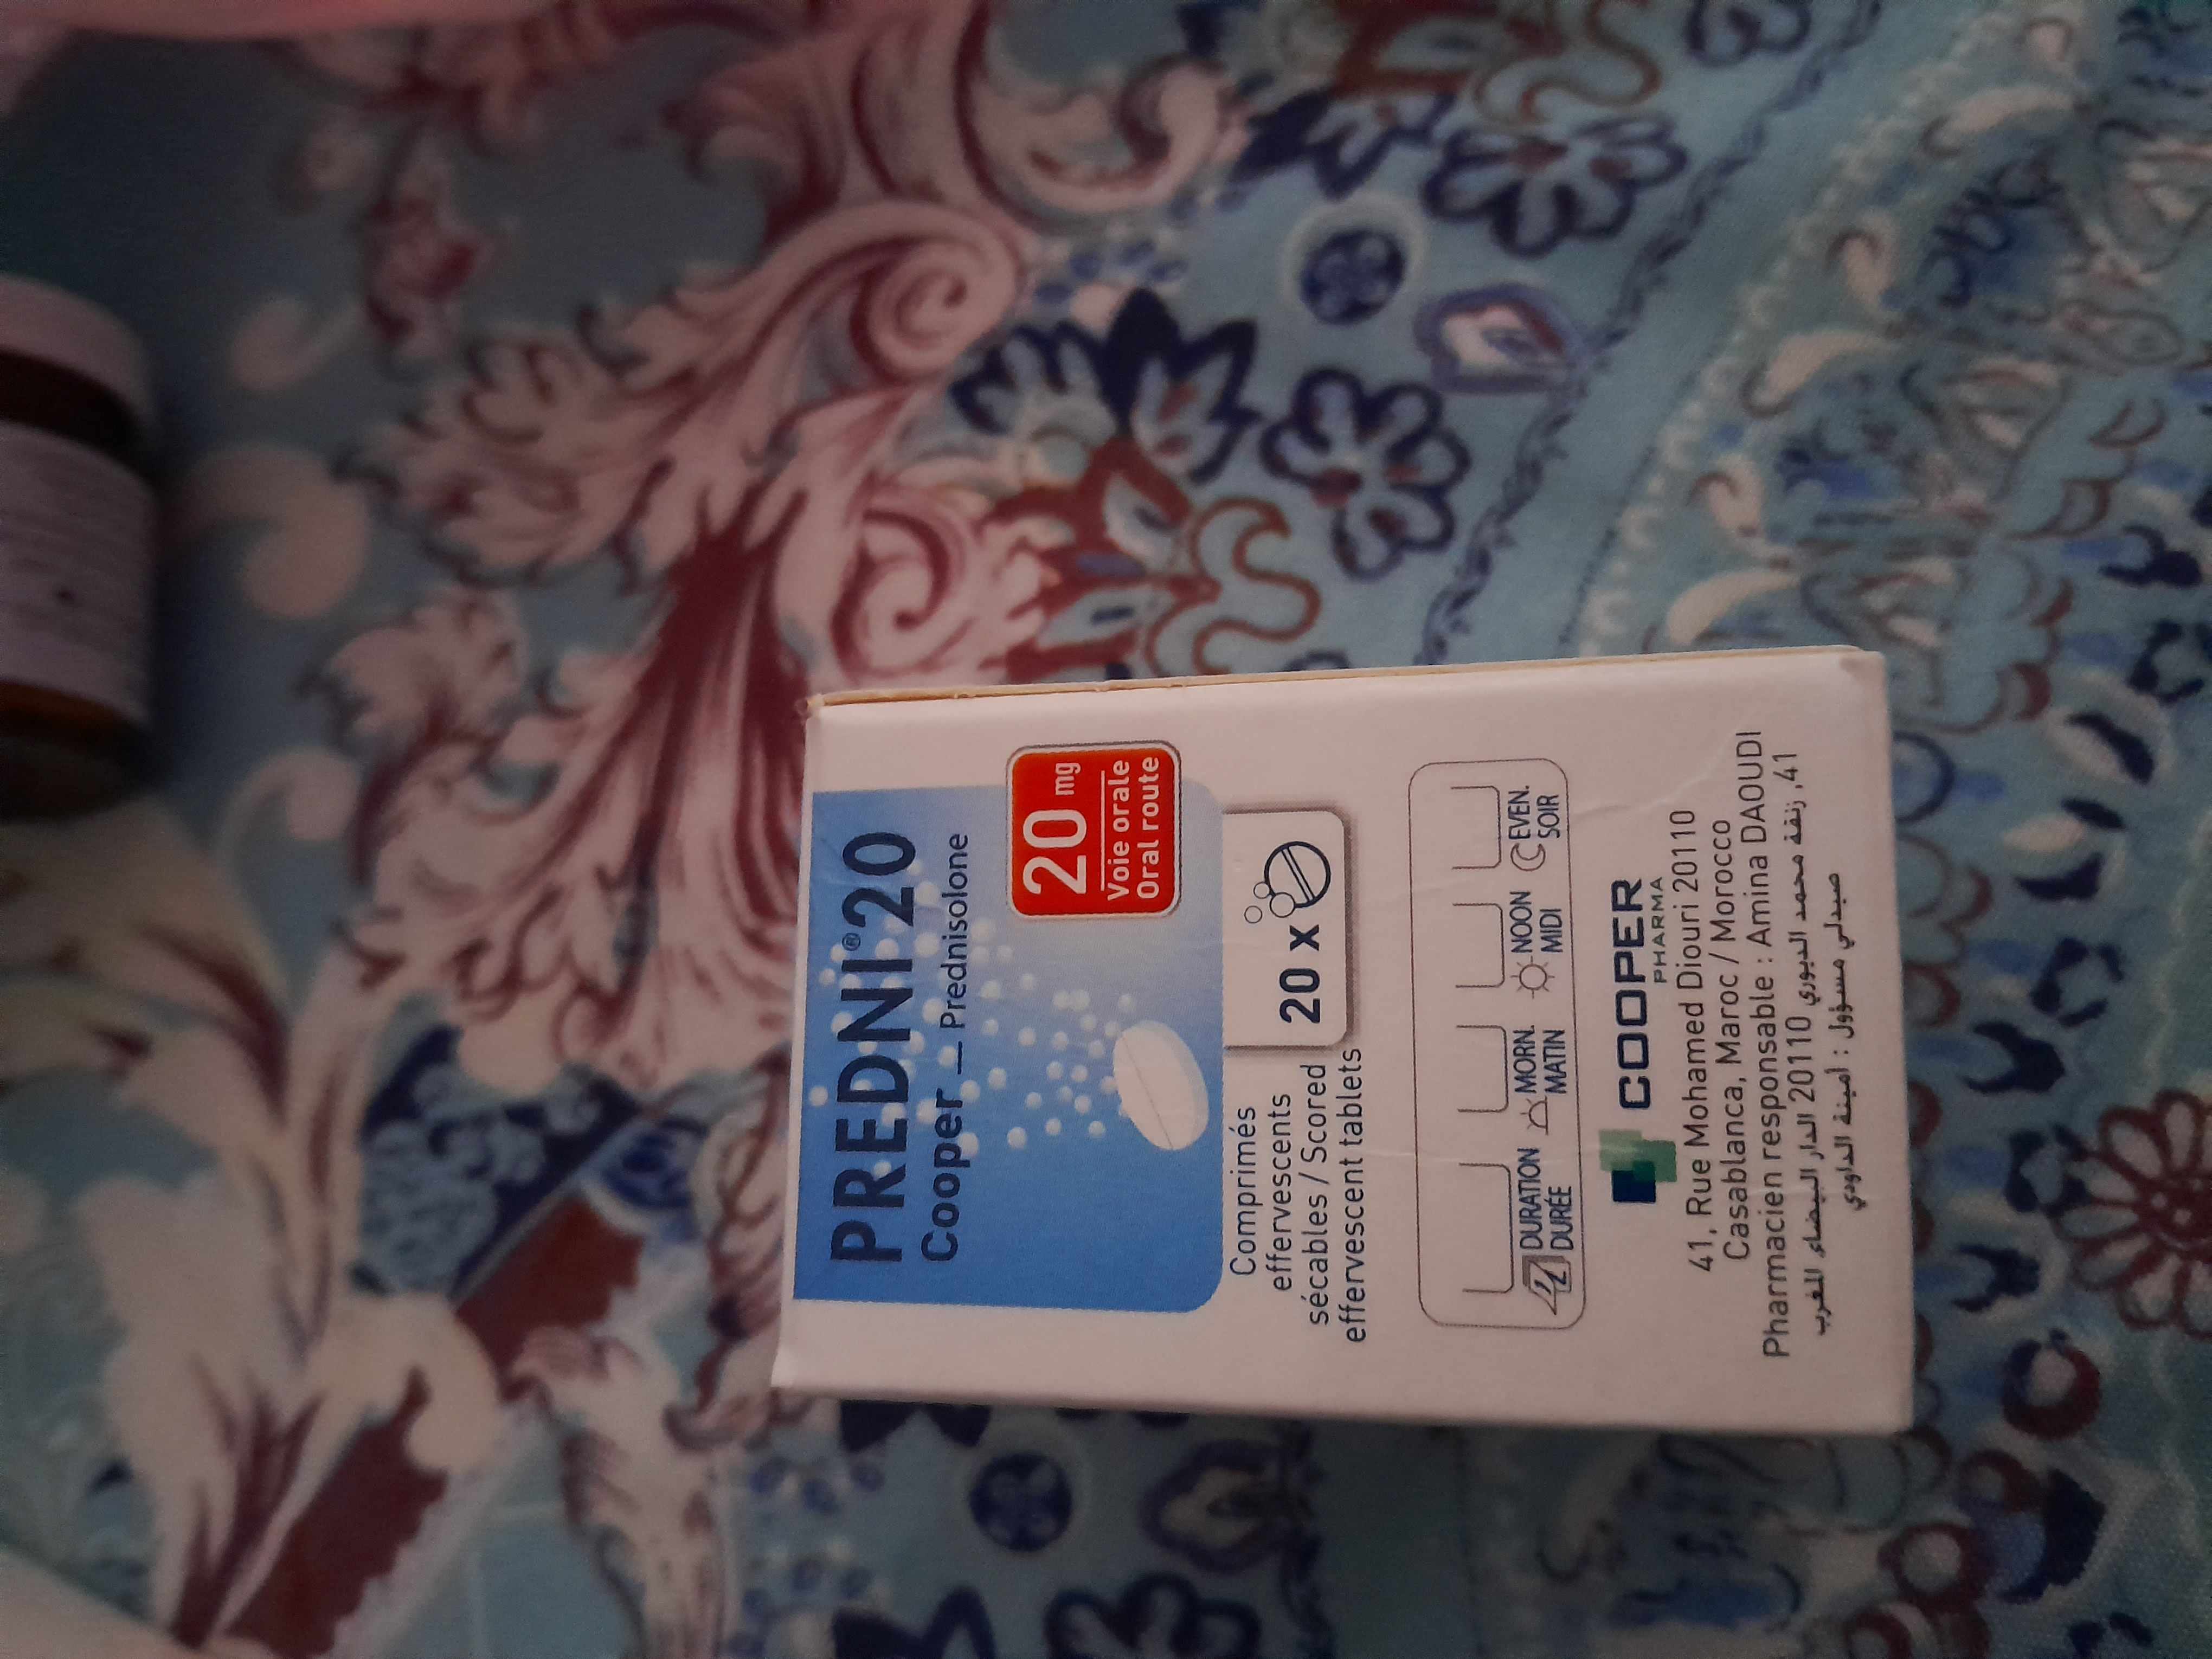 PREDNI®20
Cooper _ Prednisolone
20 mg
Voie orale
Oral route
Comprimés
effervescents
sécables / Scored
effervescent tablets
20 x
DURATION
DURÉE
MORN.
MATIN
NOON
MIDI
EVEN.
SOIR
COOPER
PHARMA
41, Rue Mohamed Diouri 20110
Casablanca, Maroc / Morocco
Pharmacien responsable : Amina DAOUDI
41, زنقة محمد الديوري 20110 الدار البيضاء المغرب
صيدلي مسؤول : أمينة الداودي